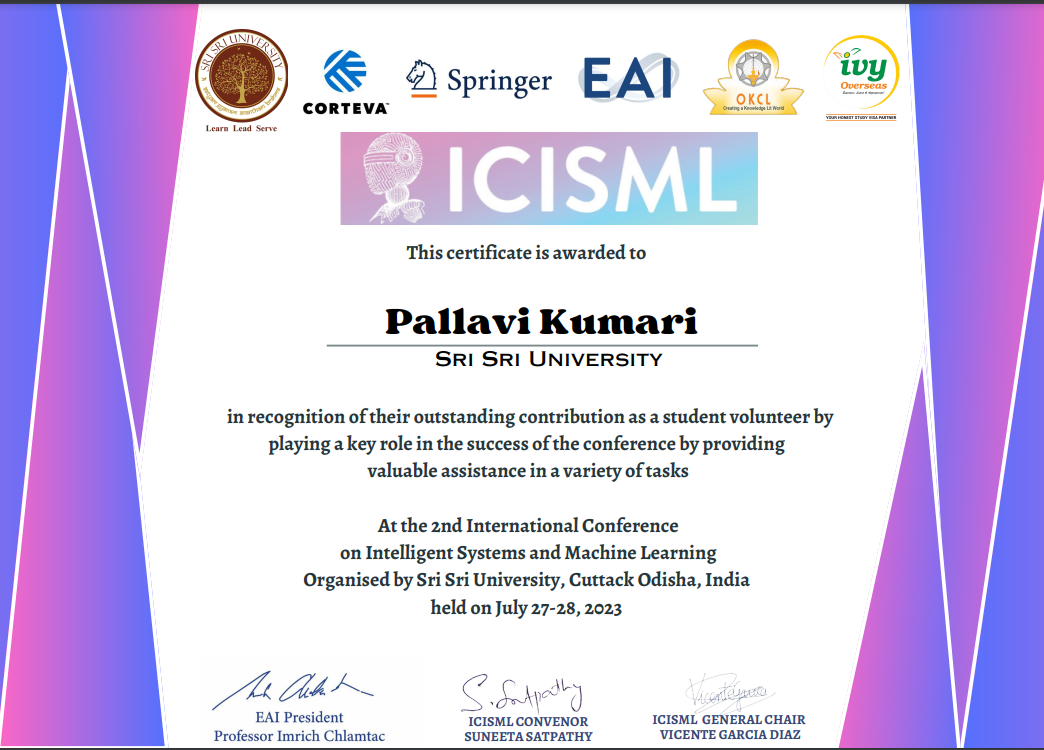 SRI SRI UNIVERSITY
Learn Lead Serve
CORTEVA™
Springer
EAI
OKCL
Creating a Knowledge Lit World
ivy
Overseas
YOUR HONEST STUDY VISA PARTNER
ICISML
This certificate is awarded to
Pallavi Kumari
SRI SRI UNIVERSITY
in recognition of their outstanding contribution as a student volunteer by
playing a key role in the success of the conference by providing
valuable assistance in a variety of tasks
At the 2nd International Conference
on Intelligent Systems and Machine Learning
Organised by Sri Sri University, Cuttack Odisha, India
held on July 27-28, 2023
S. Satpathy
EAI President
Professor Imrich Chlamtac
ICISML CONVENOR
SUNEETA SATPATHY
ICISML GENERAL CHAIR
VICENTE GARCIA DIAZ